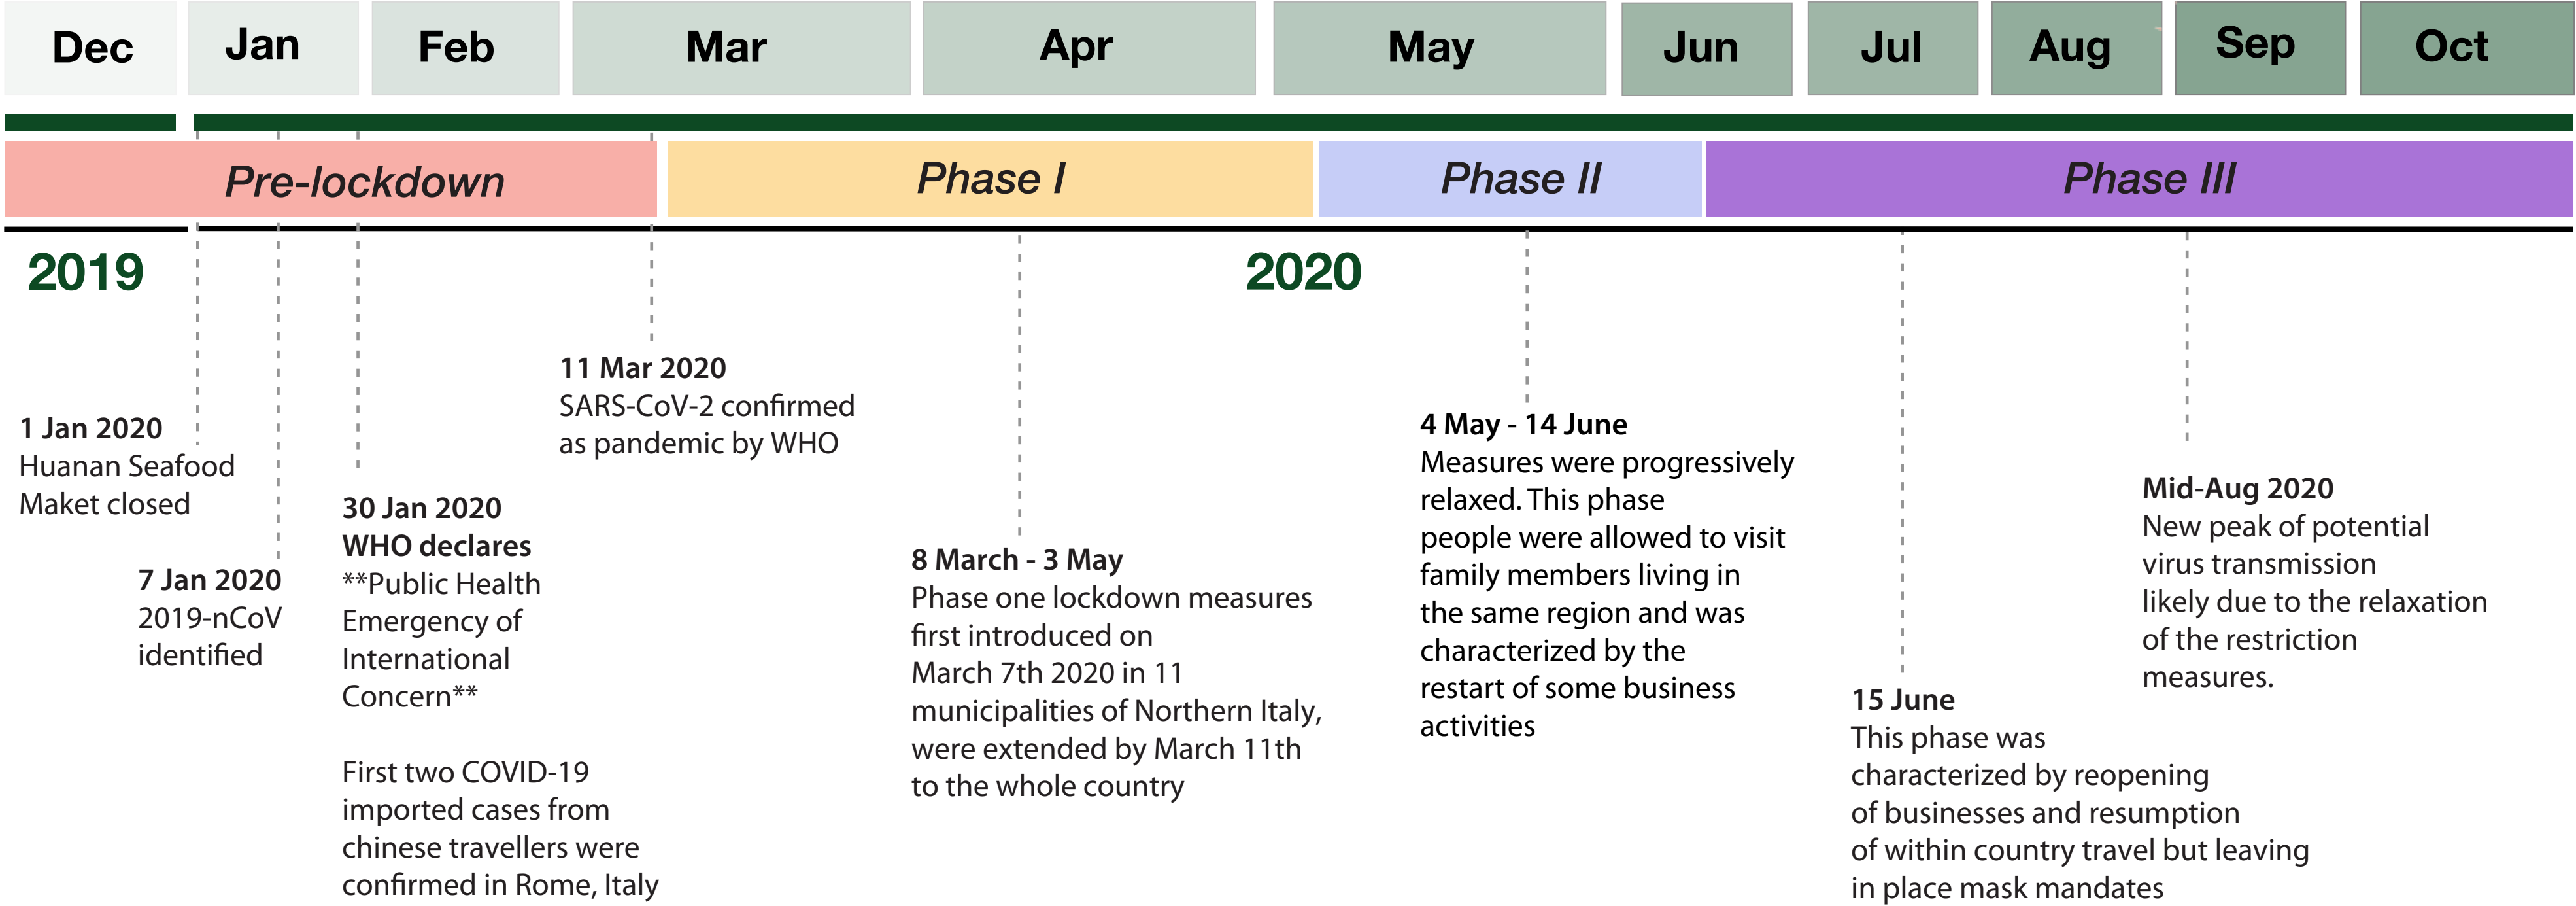 Dec
Jan
Feb
Mar
Apr
May
Jun
Jul
Aug
Sep
Oct
Pre-lockdown
Phase I
Phase II
Phase III
2019
2020
1 Jan 2020
Huanan Seafood
Maket closed
7 Jan 2020
2019-nCoV
identified
30 Jan 2020
WHO declares
**Public Health
Emergency of
International
Concern**
First two COVID-19
imported cases from
chinese travellers were
confirmed in Rome, Italy
11 Mar 2020
SARS-CoV-2 confirmed
as pandemic by WHO
8 March - 3 May
Phase one lockdown measures
first introduced on
March 7th 2020 in 11
municipalities of Northern Italy,
were extended by March 11th
to the whole country
4 May - 14 June
Measures were progressively
relaxed. This phase
people were allowed to visit
family members living in
the same region and was
characterized by the
restart of some business
activities
15 June
This phase was
characterized by reopening
of businesses and resumption
of within country travel but leaving
in place mask mandates
Mid-Aug 2020
New peak of potential
virus transmission
likely due to the relaxation
of the restriction
measures.